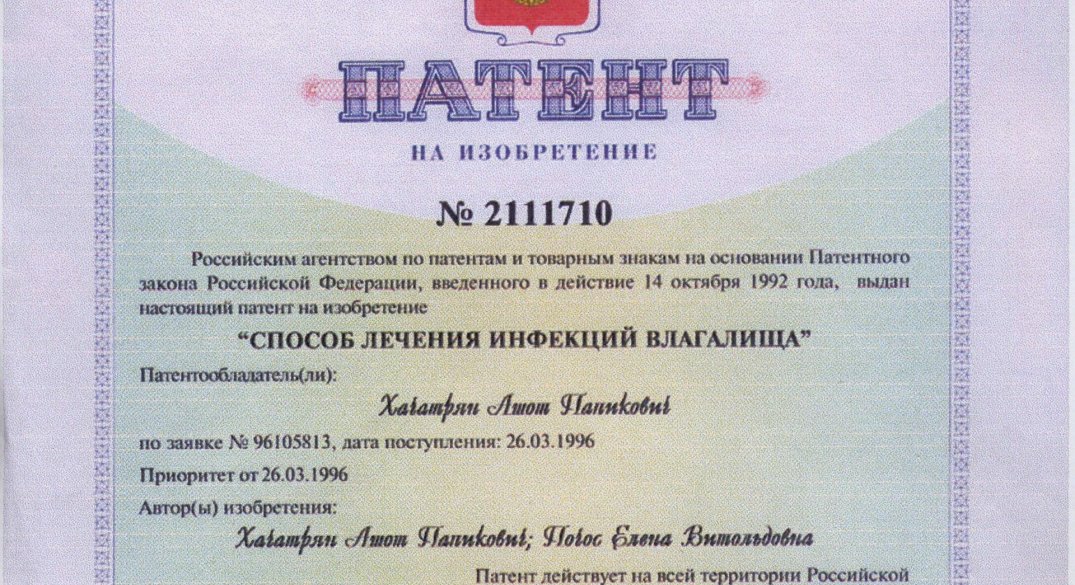 ПАТЕНТ
НА ИЗОБРЕТЕНИЕ
№ 2111710
Российским агентством по патентам и товарным знакам на основании Патентного
закона Российской Федерации, введенного в действие 14 октября 1992 года, выдан
настоящий патент на изобретение
“СПОСОБ ЛЕЧЕНИЯ ИНФЕКЦИЙ ВЛАГАЛИЩА”
Патентообладатель(ли):
Хачатрян Ашот Папикович
по заявке № 96105813, дата поступления: 26.03.1996
Приоритет от 26.03.1996
Автор(ы) изобретения:
Хачатрян Ашот Папикович; Почос Елена Витольдовна
Патент действует на всей территории Российской